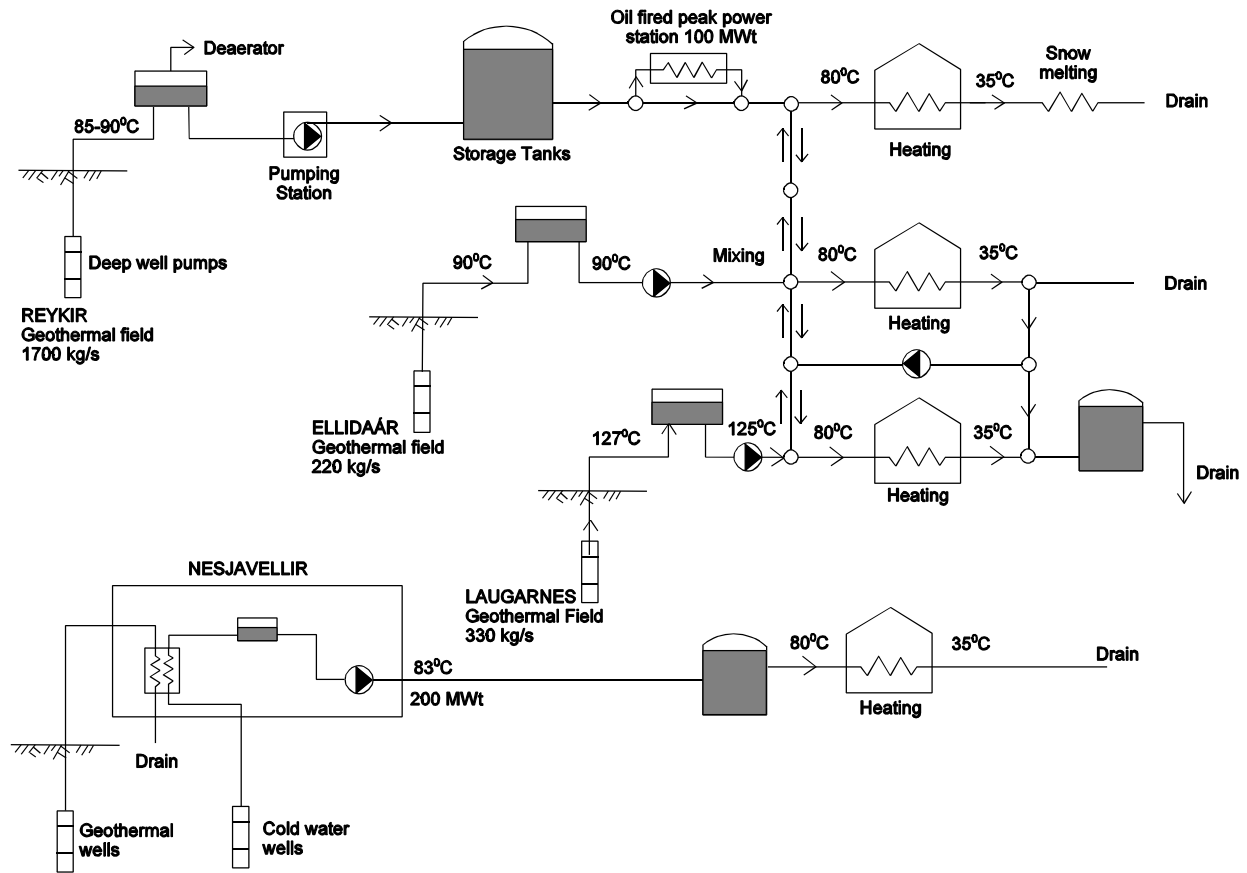 Oil fired peak power
station 100 MWt
Deaerator
80⁰C
35⁰C
Snow
melting
Drain
85-90⁰C
Storage Tanks
Heating
Pumping
Station
Deep well pumps
REYKIR
Geothermal field
1700 kg/s
90⁰C
90⁰C
Mixing
80⁰C
35⁰C
Drain
Heating
ELLIDAÁR
Geothermal field
220 kg/s
127⁰C
125⁰C
80⁰C
35⁰C
Heating
Drain
LAUGARNES
Geothermal Field
330 kg/s
NESJAVELLIR
83⁰C
200 MWt
80⁰C
35⁰C
Drain
Heating
Drain
Geothermal
wells
Cold water
wells